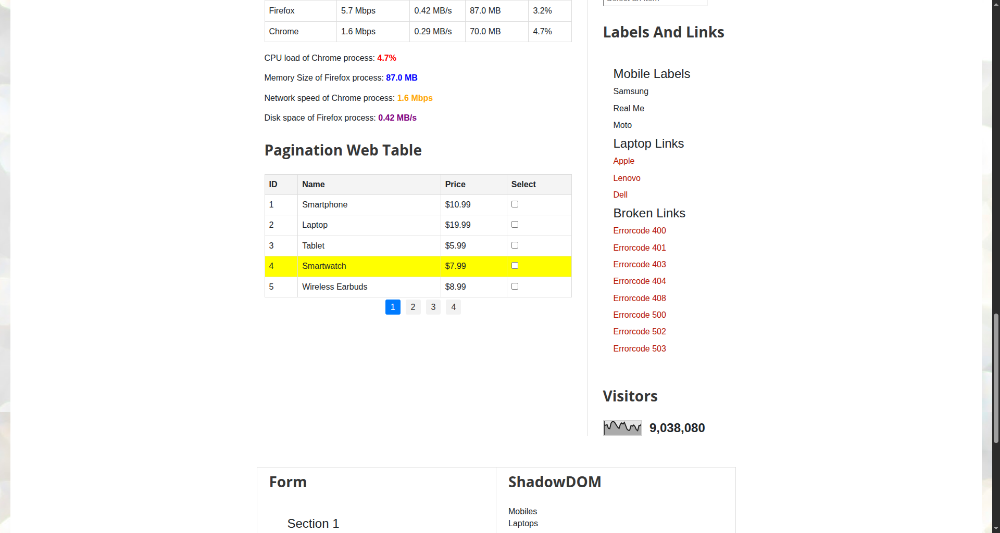 Firefox 5.7 Mbps 0.42 MB/s 87.0 MB 3.2%
Chrome 1.6 Mbps 0.29 MB/s 70.0 MB 4.7%
CPU load of Chrome process: 4.7%
Memory Size of Firefox process: 87.0 MB
Network speed of Chrome process: 1.6 Mbps
Disk space of Firefox process: 0.42 MB/s
Pagination Web Table
ID Name Price Select
1 Smartphone $10.99
2 Laptop $19.99
3 Tablet $5.99
4 Smartwatch $7.99
5 Wireless Earbuds $8.99
1 2 3 4
Select an item
Labels And Links
Mobile Labels
Samsung
Real Me
Moto
Laptop Links
Apple
Lenovo
Dell
Broken Links
Errorcode 400
Errorcode 401
Errorcode 403
Errorcode 404
Errorcode 408
Errorcode 500
Errorcode 502
Errorcode 503
Visitors
9,038,080
Form
Section 1
ShadowDOM
Mobiles
Laptops